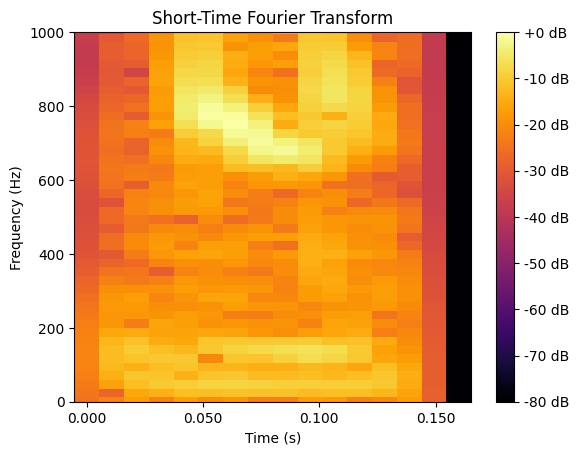 Short-Time Fourier Transform
1000
800
600
400
200
0
Frequency (Hz)
0.000
0.050
0.100
0.150
Time (s)
+0 dB
-10 dB
-20 dB
-30 dB
-40 dB
-50 dB
-60 dB
-70 dB
-80 dB